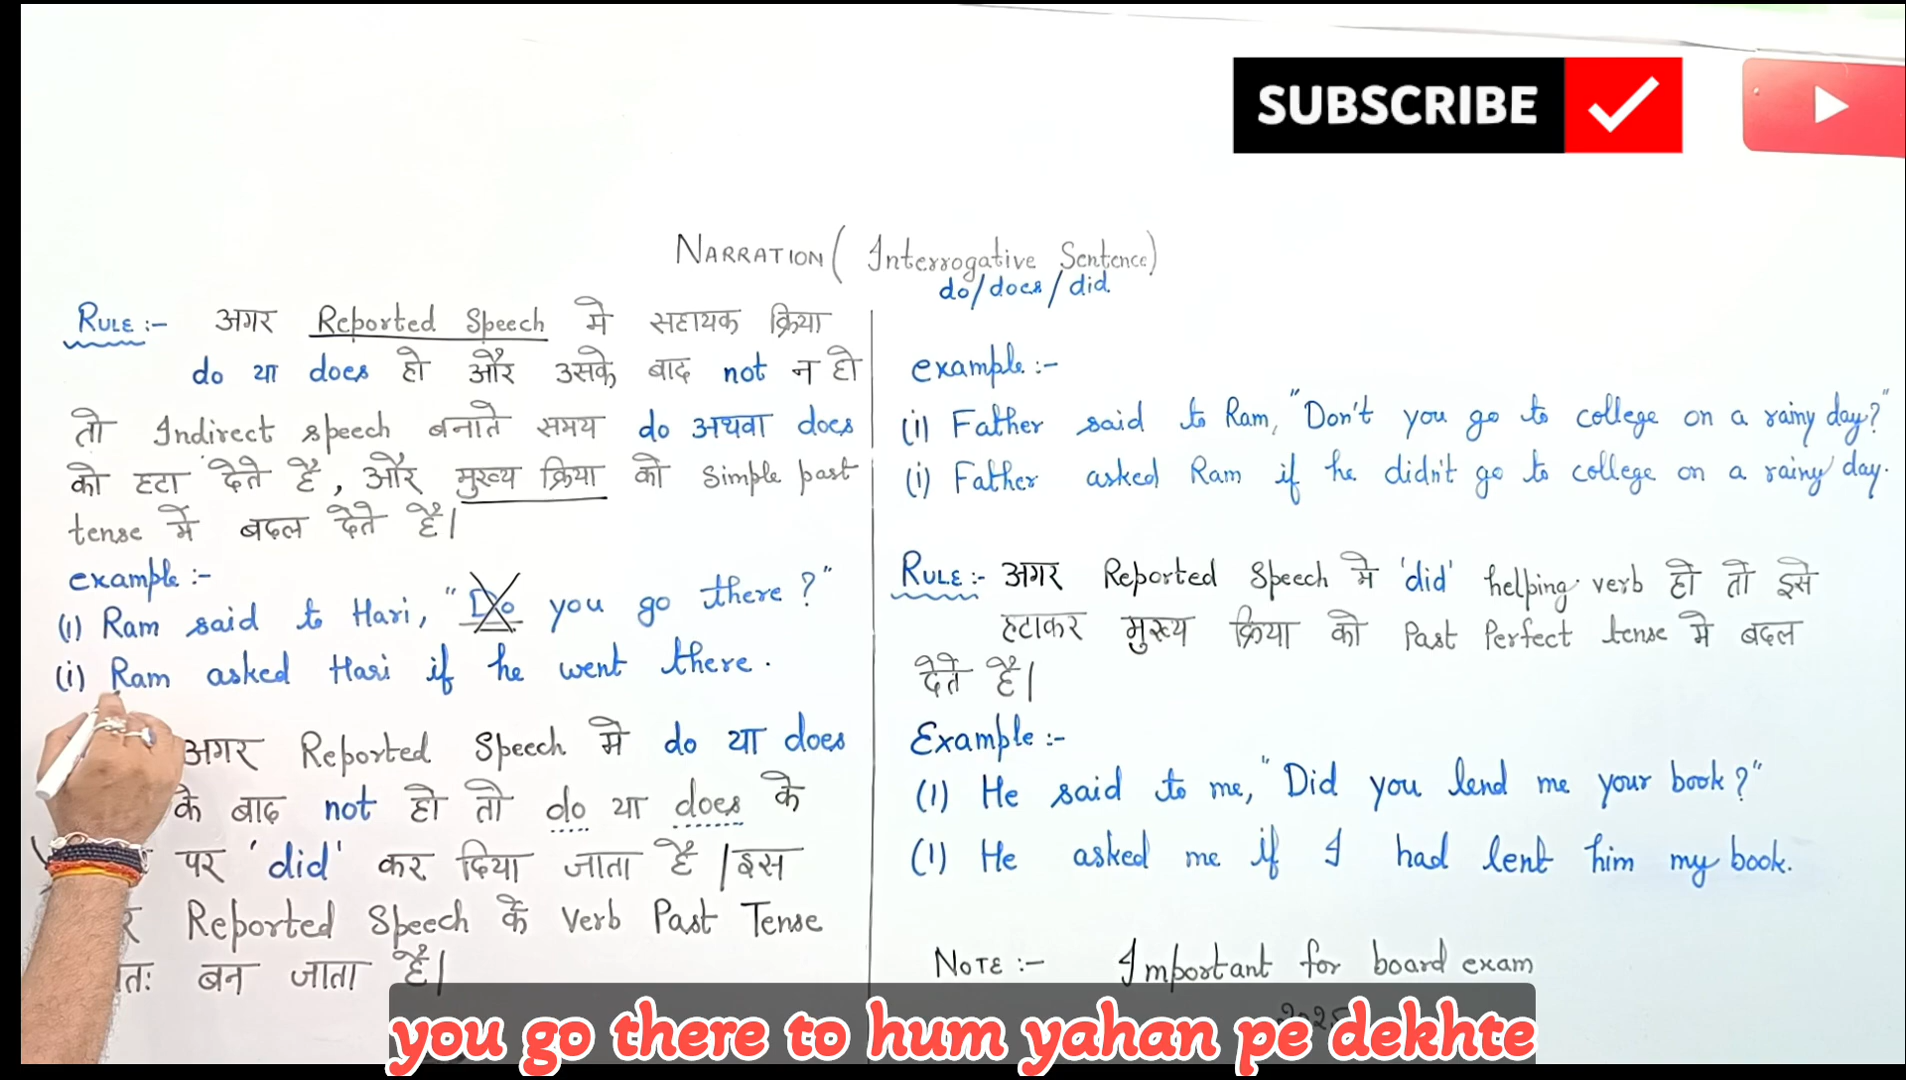 SUBSCRIBE
NARRATION ( Interrogative Sentence)
do/does/did
RULE :- अगर Reported Speech मे सहायक क्रिया
do या does हो और उसके बाद not न हो
तो Indirect speech बनाते समय do अथवा does
को हटा देते है, और मुख्य क्रिया को simple past
tense में बदल देते हैं।
example :-
(i) Ram said to Hari, "Do you go there?"
(i) Ram asked Hari if he went there.
अगर Reported Speech मे do या does
के बाद not हो तो do या does के
पर 'did' कर दिया जाता है। इस
Reported Speech के verb Past Tense
बन जाता है।
example :-
(i) Father said to Ram, "Don't you go to college on a rainy day?"
(i) Father asked Ram if he didn't go to college on a rainy day.
RULE :- अगर Reported Speech मे 'did' helping verb हो तो इसे
हटाकर मुख्य क्रिया को Past Perfect tense मे बदल
देते है।
Example :-
(1) He said to me, "Did you lend me your book?"
(1) He asked me if I had lent him my book.
NOTE :- Important for board exam
you go there to hum yahan pe dekhte